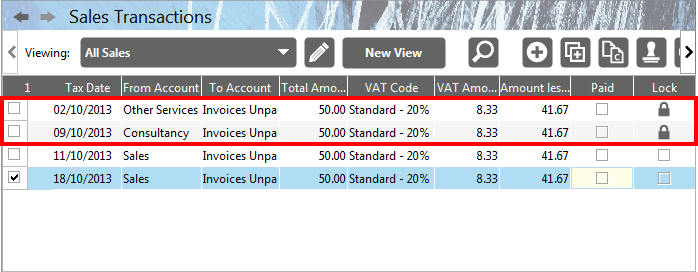 Sales Transactions
Viewing: All Sales New View
1 Tax Date From Account To Account Total Amo... VAT Code VAT Amo... Amount les... Paid Lock
02/10/2013 Other Services Invoices Unpa 50.00 Standard - 20% 8.33 41.67
09/10/2013 Consultancy Invoices Unpa 50.00 Standard - 20% 8.33 41.67
11/10/2013 Sales Invoices Unpa 50.00 Standard - 20% 8.33 41.67
18/10/2013 Sales Invoices Unpa 50.00 Standard - 20% 8.33 41.67